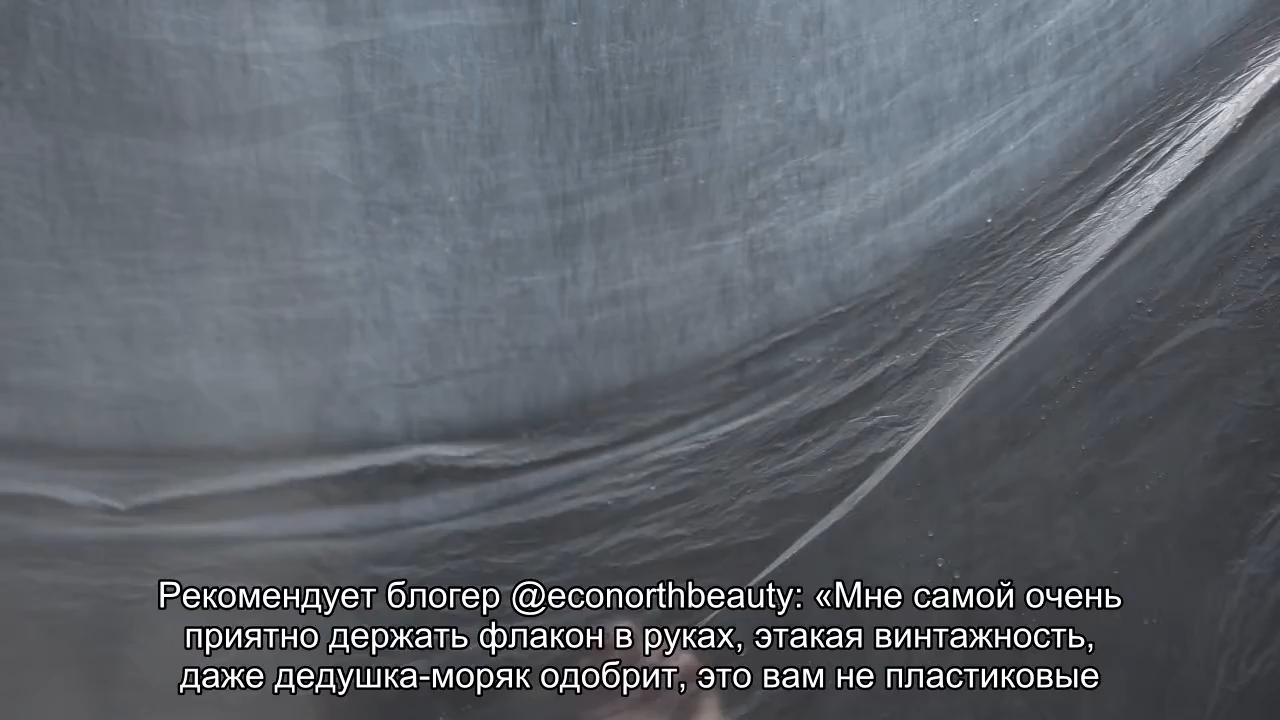 Рекомендует блогер @econorthbeauty: «Мне самой очень
приятно держать флакон в руках, этакая винтажность,
даже дедушка-моряк одобрит, это вам не пластиковые